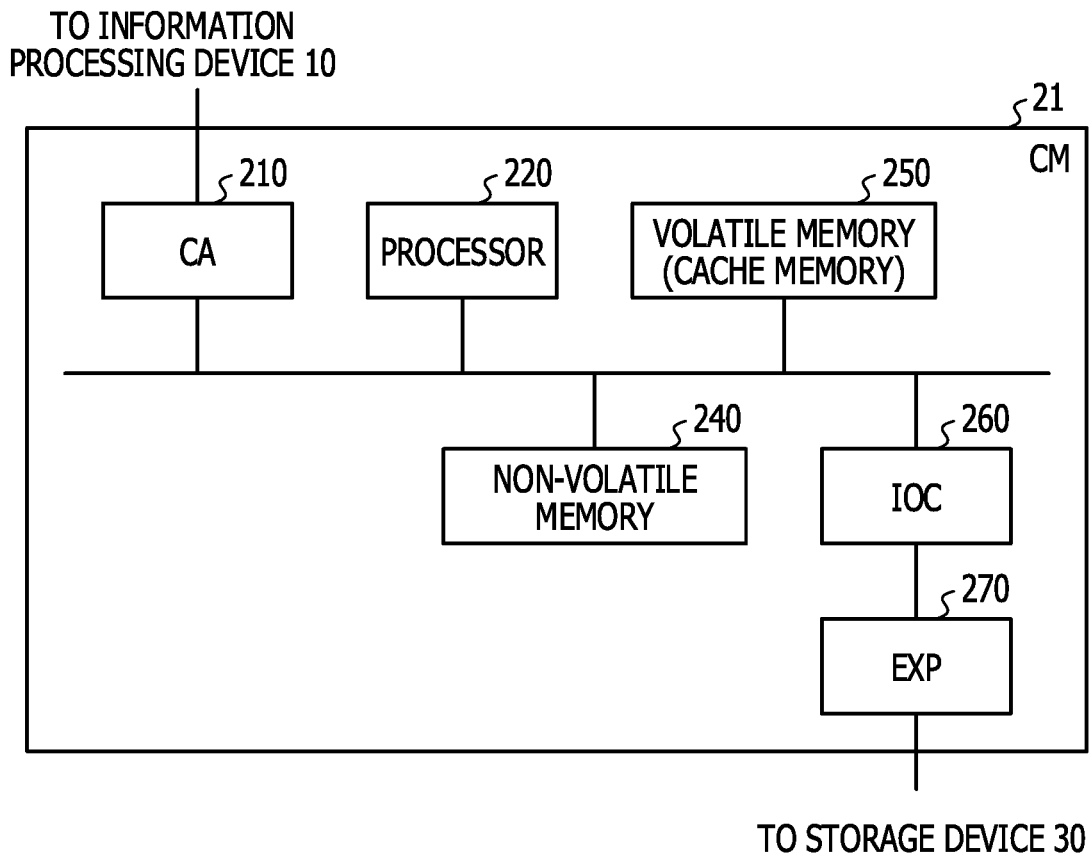 TO INFORMATION
PROCESSING DEVICE 10
21
CM
210
220
250
CA
PROCESSOR
VOLATILE MEMORY
(CACHE MEMORY)
240
260
NON-VOLATILE
MEMORY
IOC
270
EXP
TO STORAGE DEVICE 30